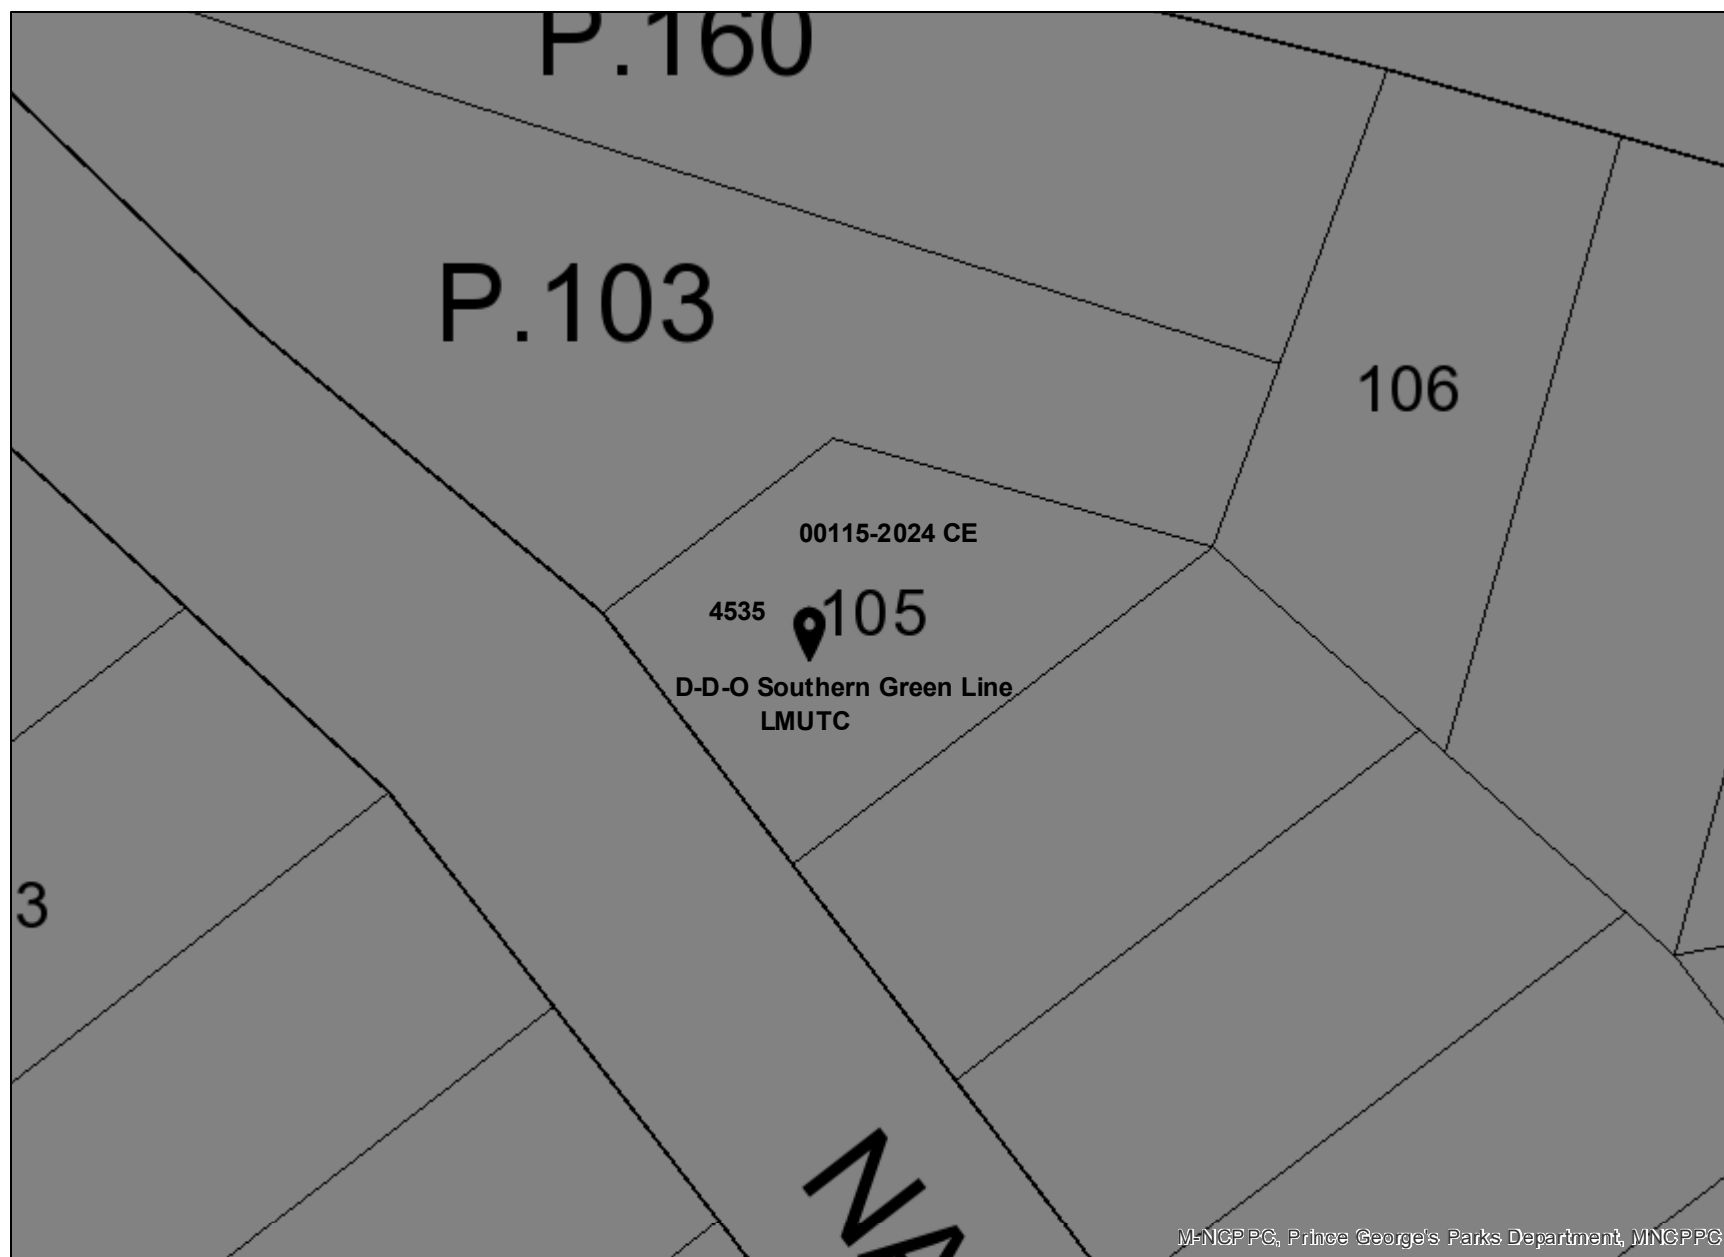 P.160
P.103
106
00115-2024 CE
4535
105
D-D-O Southern Green Line
LMUTC
3
NA
M-NCPPC, Prince George's Parks Department, MNCPPC